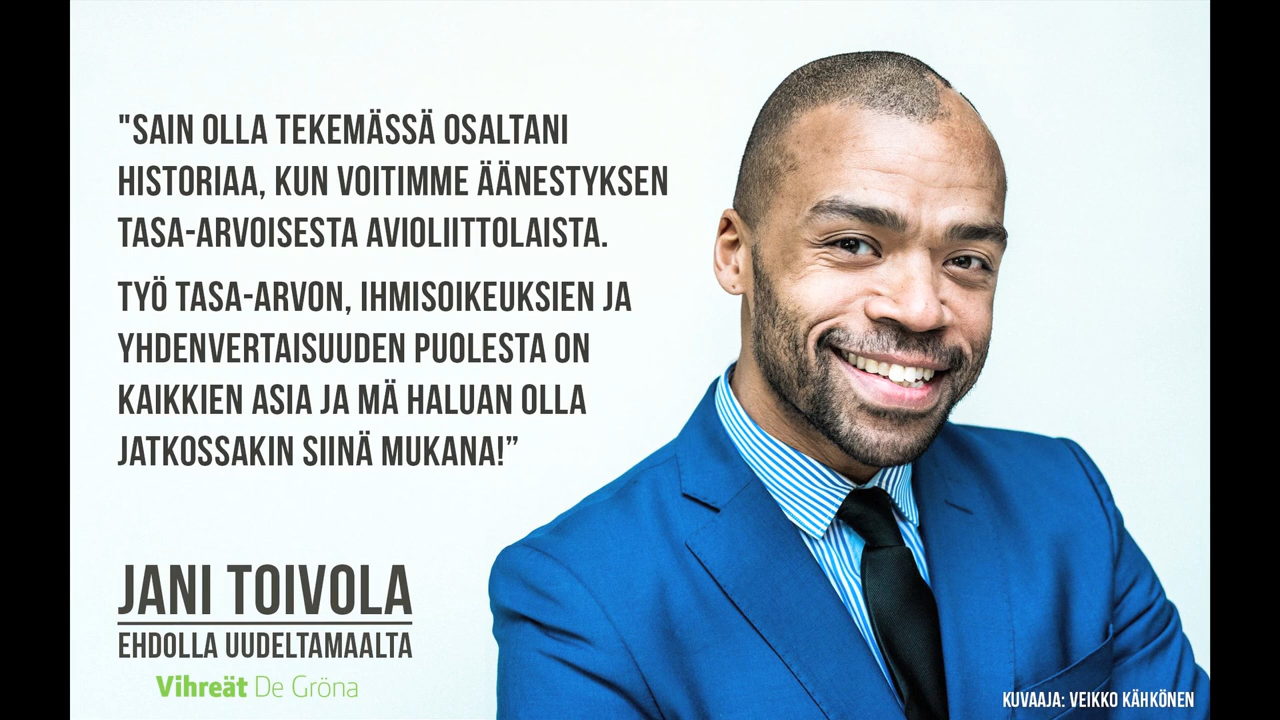 "SAIN OLLA TEKEMÄSSÄ OSALTANI
HISTORIAA, KUN VOITIMME ÄÄNESTYKSEN
TASA-ARVOISESTA AVIOLIITTOLAISTA.
TYÖ TASA-ARVON, IHMISOIKEUKSIEN JA
YHDENVERTAISUUDEN PUOLESTA ON
KAIKKIEN ASIA JA MÄ HALUAN OLLA
JATKOSSAKIN SIINÄ MUKANA!”
JANI TOIVOLA
EHDOLLA UUDELTAMAALTA
Vihreät De Gröna
KUVAAJA: VEIKKO KÄHKÖNEN